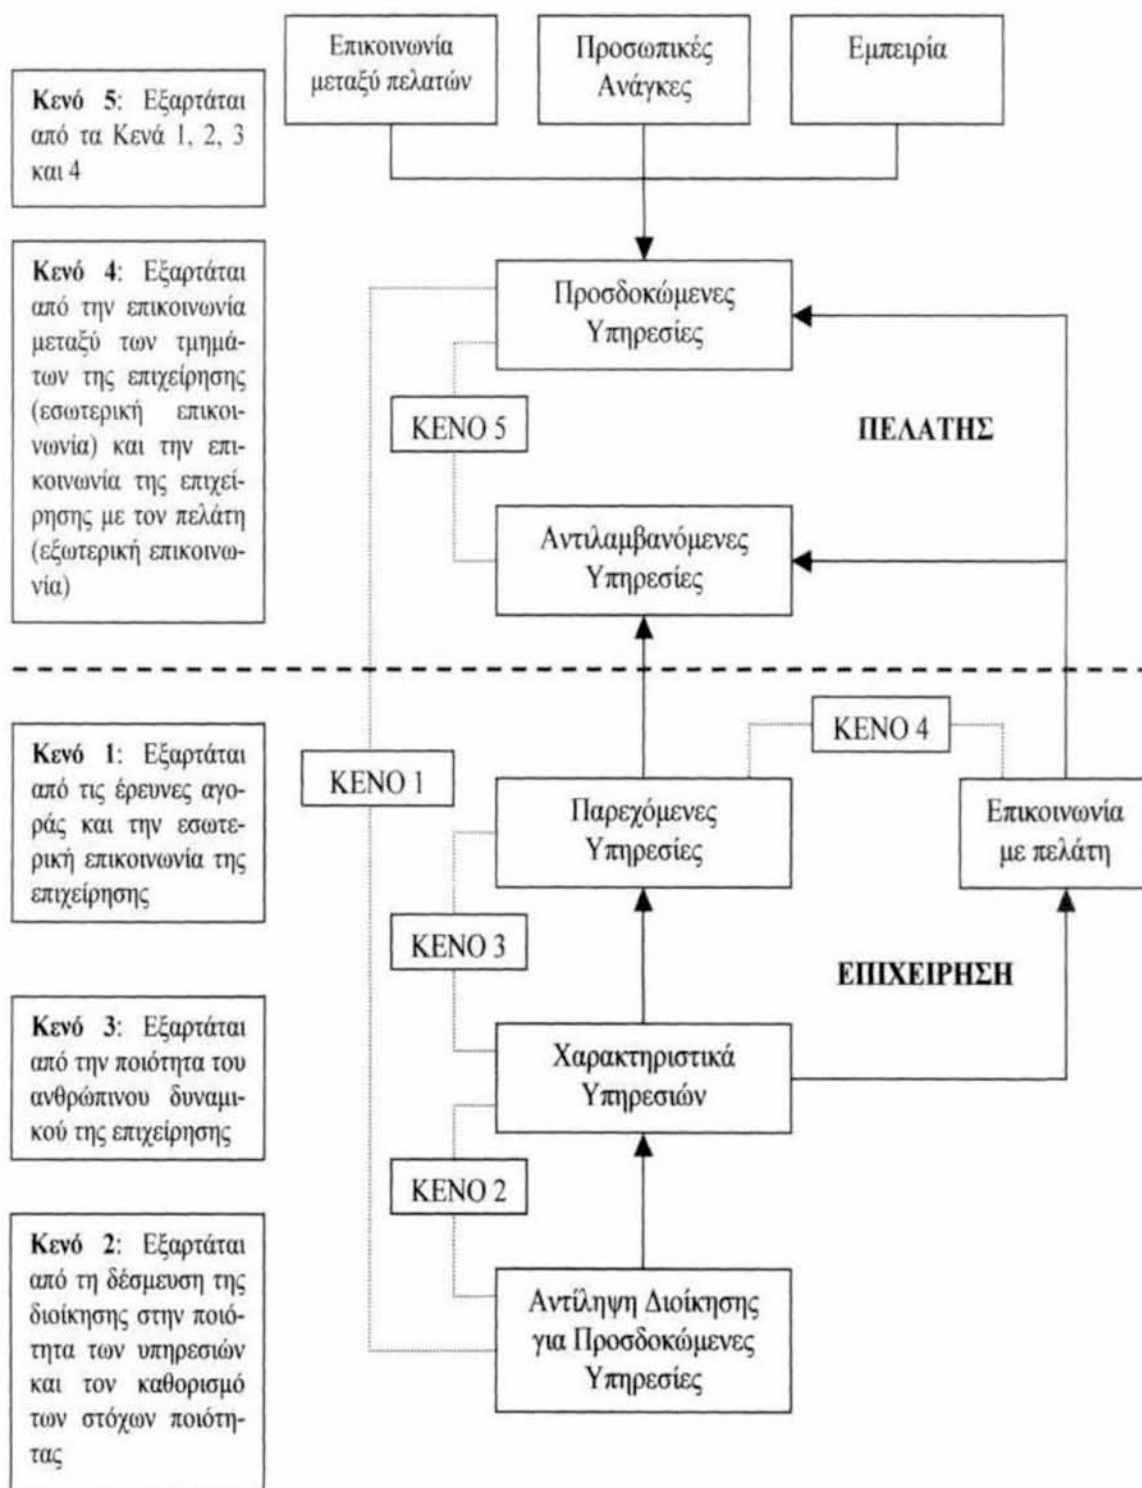 Επικοινωνία
μεταξύ πελατών
Προσωπικές
Ανάγκες
Εμπειρία
Κενό 5: Εξαρτάται
από τα Κενά 1, 2, 3
και 4
Κενό 4: Εξαρτάται
από την επικοινωνία
μεταξύ των τμημά-
των της επιχείρησης
(εσωτερική επικοι-
νωνία) και την επι-
κοινωνία της επιχεί-
ρησης με τον πελάτη
(εξωτερική επικοινω-
νία)
Προσδοκώμενες
Υπηρεσίες
ΚΕΝΟ 5
ΠΕΛΑΤΗΣ
Αντιλαμβανόμενες
Υπηρεσίες
Κενό 1: Εξαρτάται
από τις έρευνες αγο-
ράς και την εσωτε-
ρική επικοινωνία της
επιχείρησης
ΚΕΝΟ 1
ΚΕΝΟ 4
Παρεχόμενες
Υπηρεσίες
Επικοινωνία
με πελάτη
ΚΕΝΟ 3
ΕΠΙΧΕΙΡΗΣΗ
Κενό 3: Εξαρτάται
από την ποιότητα του
ανθρώπινου δυναμι-
κού της επιχείρησης
Χαρακτηριστικά
Υπηρεσιών
ΚΕΝΟ 2
Κενό 2: Εξαρτάται
από τη δέσμευση της
διοίκησης στην ποιό-
τητα των υπηρεσιών
και τον καθορισμό
των στόχων ποιότη-
τας
Αντίληψη Διοίκησης
για Προσδοκώμενες
Υπηρεσίες